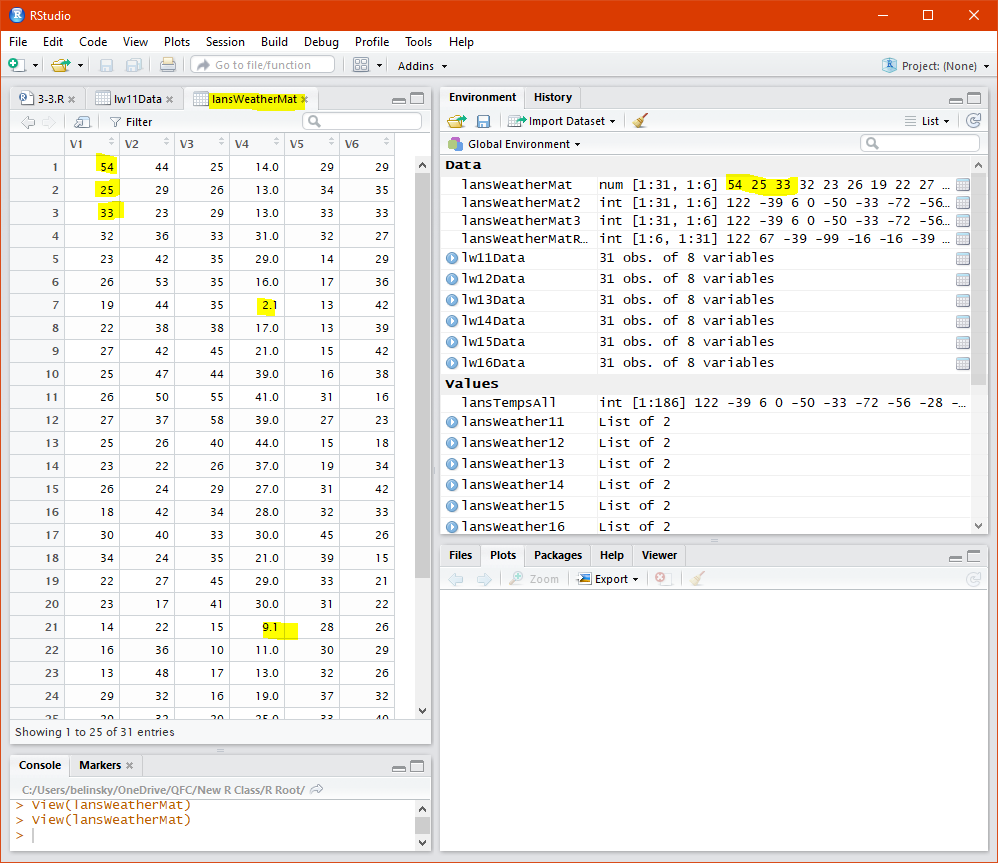 RStudio
File Edit Code View Plots Session Build Debug Profile Tools Help
Go to file/function Addins Project: (None)
3-3.R lw11Data lansWeatherMat
Filter
V1 V2 V3 V4 V5 V6
1 54 44 25 14.0 29 29
2 25 29 26 13.0 34 35
3 33 23 29 13.0 33 33
4 32 36 33 31.0 32 27
5 23 42 35 29.0 14 29
6 26 53 35 16.0 17 36
7 19 44 35 2.1 13 42
8 22 38 38 17.0 13 39
9 27 42 45 21.0 15 42
10 25 47 44 39.0 16 38
11 26 50 55 41.0 31 16
12 27 37 58 39.0 27 23
13 25 26 40 44.0 15 18
14 23 22 26 37.0 19 34
15 26 24 29 27.0 31 42
16 18 42 34 28.0 32 33
17 30 40 33 30.0 45 26
18 34 24 35 21.0 39 15
19 22 27 45 29.0 33 21
20 23 17 41 30.0 31 22
21 14 22 15 9.1 28 26
22 16 36 10 11.0 30 29
23 13 48 17 13.0 32 26
24 29 32 16 19.0 37 32
Showing 1 to 25 of 31 entries
Console Markers
C:/Users/belinsky/OneDrive/QFC/New R Class/R Root/
> View(lansWeatherMat)
> View(lansWeatherMat)
>
Environment History
Import Dataset List
Global Environment
Data
lansWeatherMat num [1:31, 1:6] 54 25 33 32 23 26 19 22 27 …
lansWeatherMat2 int [1:31, 1:6] 122 -39 6 0 -50 -33 -72 -56…
lansWeatherMat3 int [1:31, 1:6] 122 -39 6 0 -50 -33 -72 -56…
lansWeatherMatR… int [1:6, 1:31] 122 67 -39 -99 -16 -16 -39 …
lw11Data 31 obs. of 8 variables
lw12Data 31 obs. of 8 variables
lw13Data 31 obs. of 8 variables
lw14Data 31 obs. of 8 variables
lw15Data 31 obs. of 8 variables
lw16Data 31 obs. of 8 variables
Values
lansTempsAll int [1:186] 122 -39 6 0 -50 -33 -72 -56 -28 -…
lansWeather11 List of 2
lansWeather12 List of 2
lansWeather13 List of 2
lansWeather14 List of 2
lansWeather15 List of 2
lansWeather16 List of 2
Files Plots Packages Help Viewer
Zoom Export